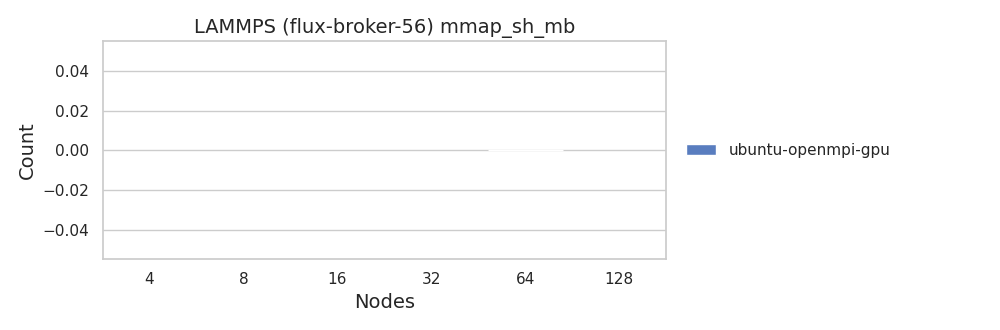 LAMMPS (flux-broker-56) mmap_sh_mb
0.04
0.02
0.00
−0.02
−0.04
Count
4 8 16 32 64 128
Nodes
ubuntu-openmpi-gpu